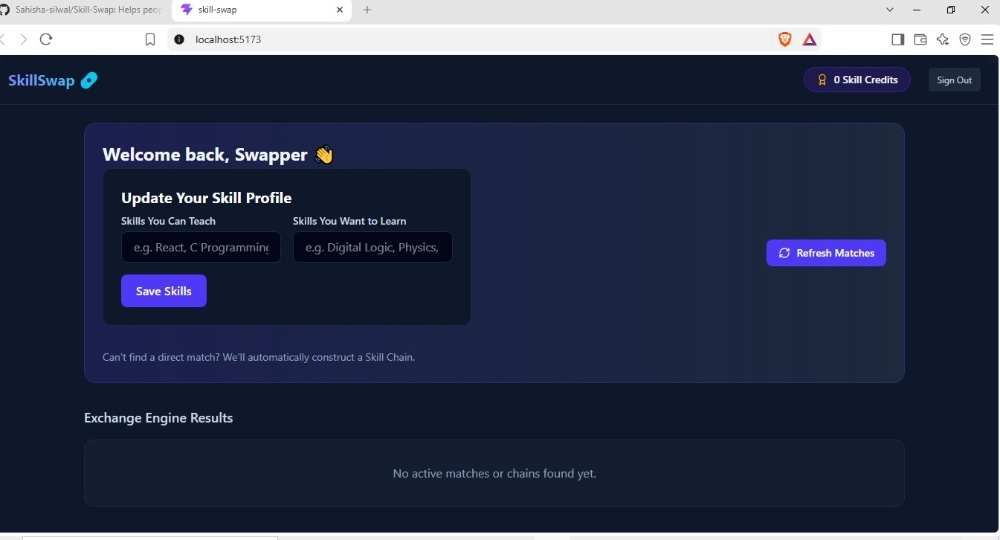 Sahisha-silwal/Skill-Swap: Helps peop
skill-swap
localhost:5173
SkillSwap
0 Skill Credits
Sign Out
Welcome back, Swapper 👋
Update Your Skill Profile
Skills You Can Teach
Skills You Want to Learn
e.g. React, C Programming
e.g. Digital Logic, Physics,
Refresh Matches
Save Skills
Can't find a direct match? We'll automatically construct a Skill Chain.
Exchange Engine Results
No active matches or chains found yet.